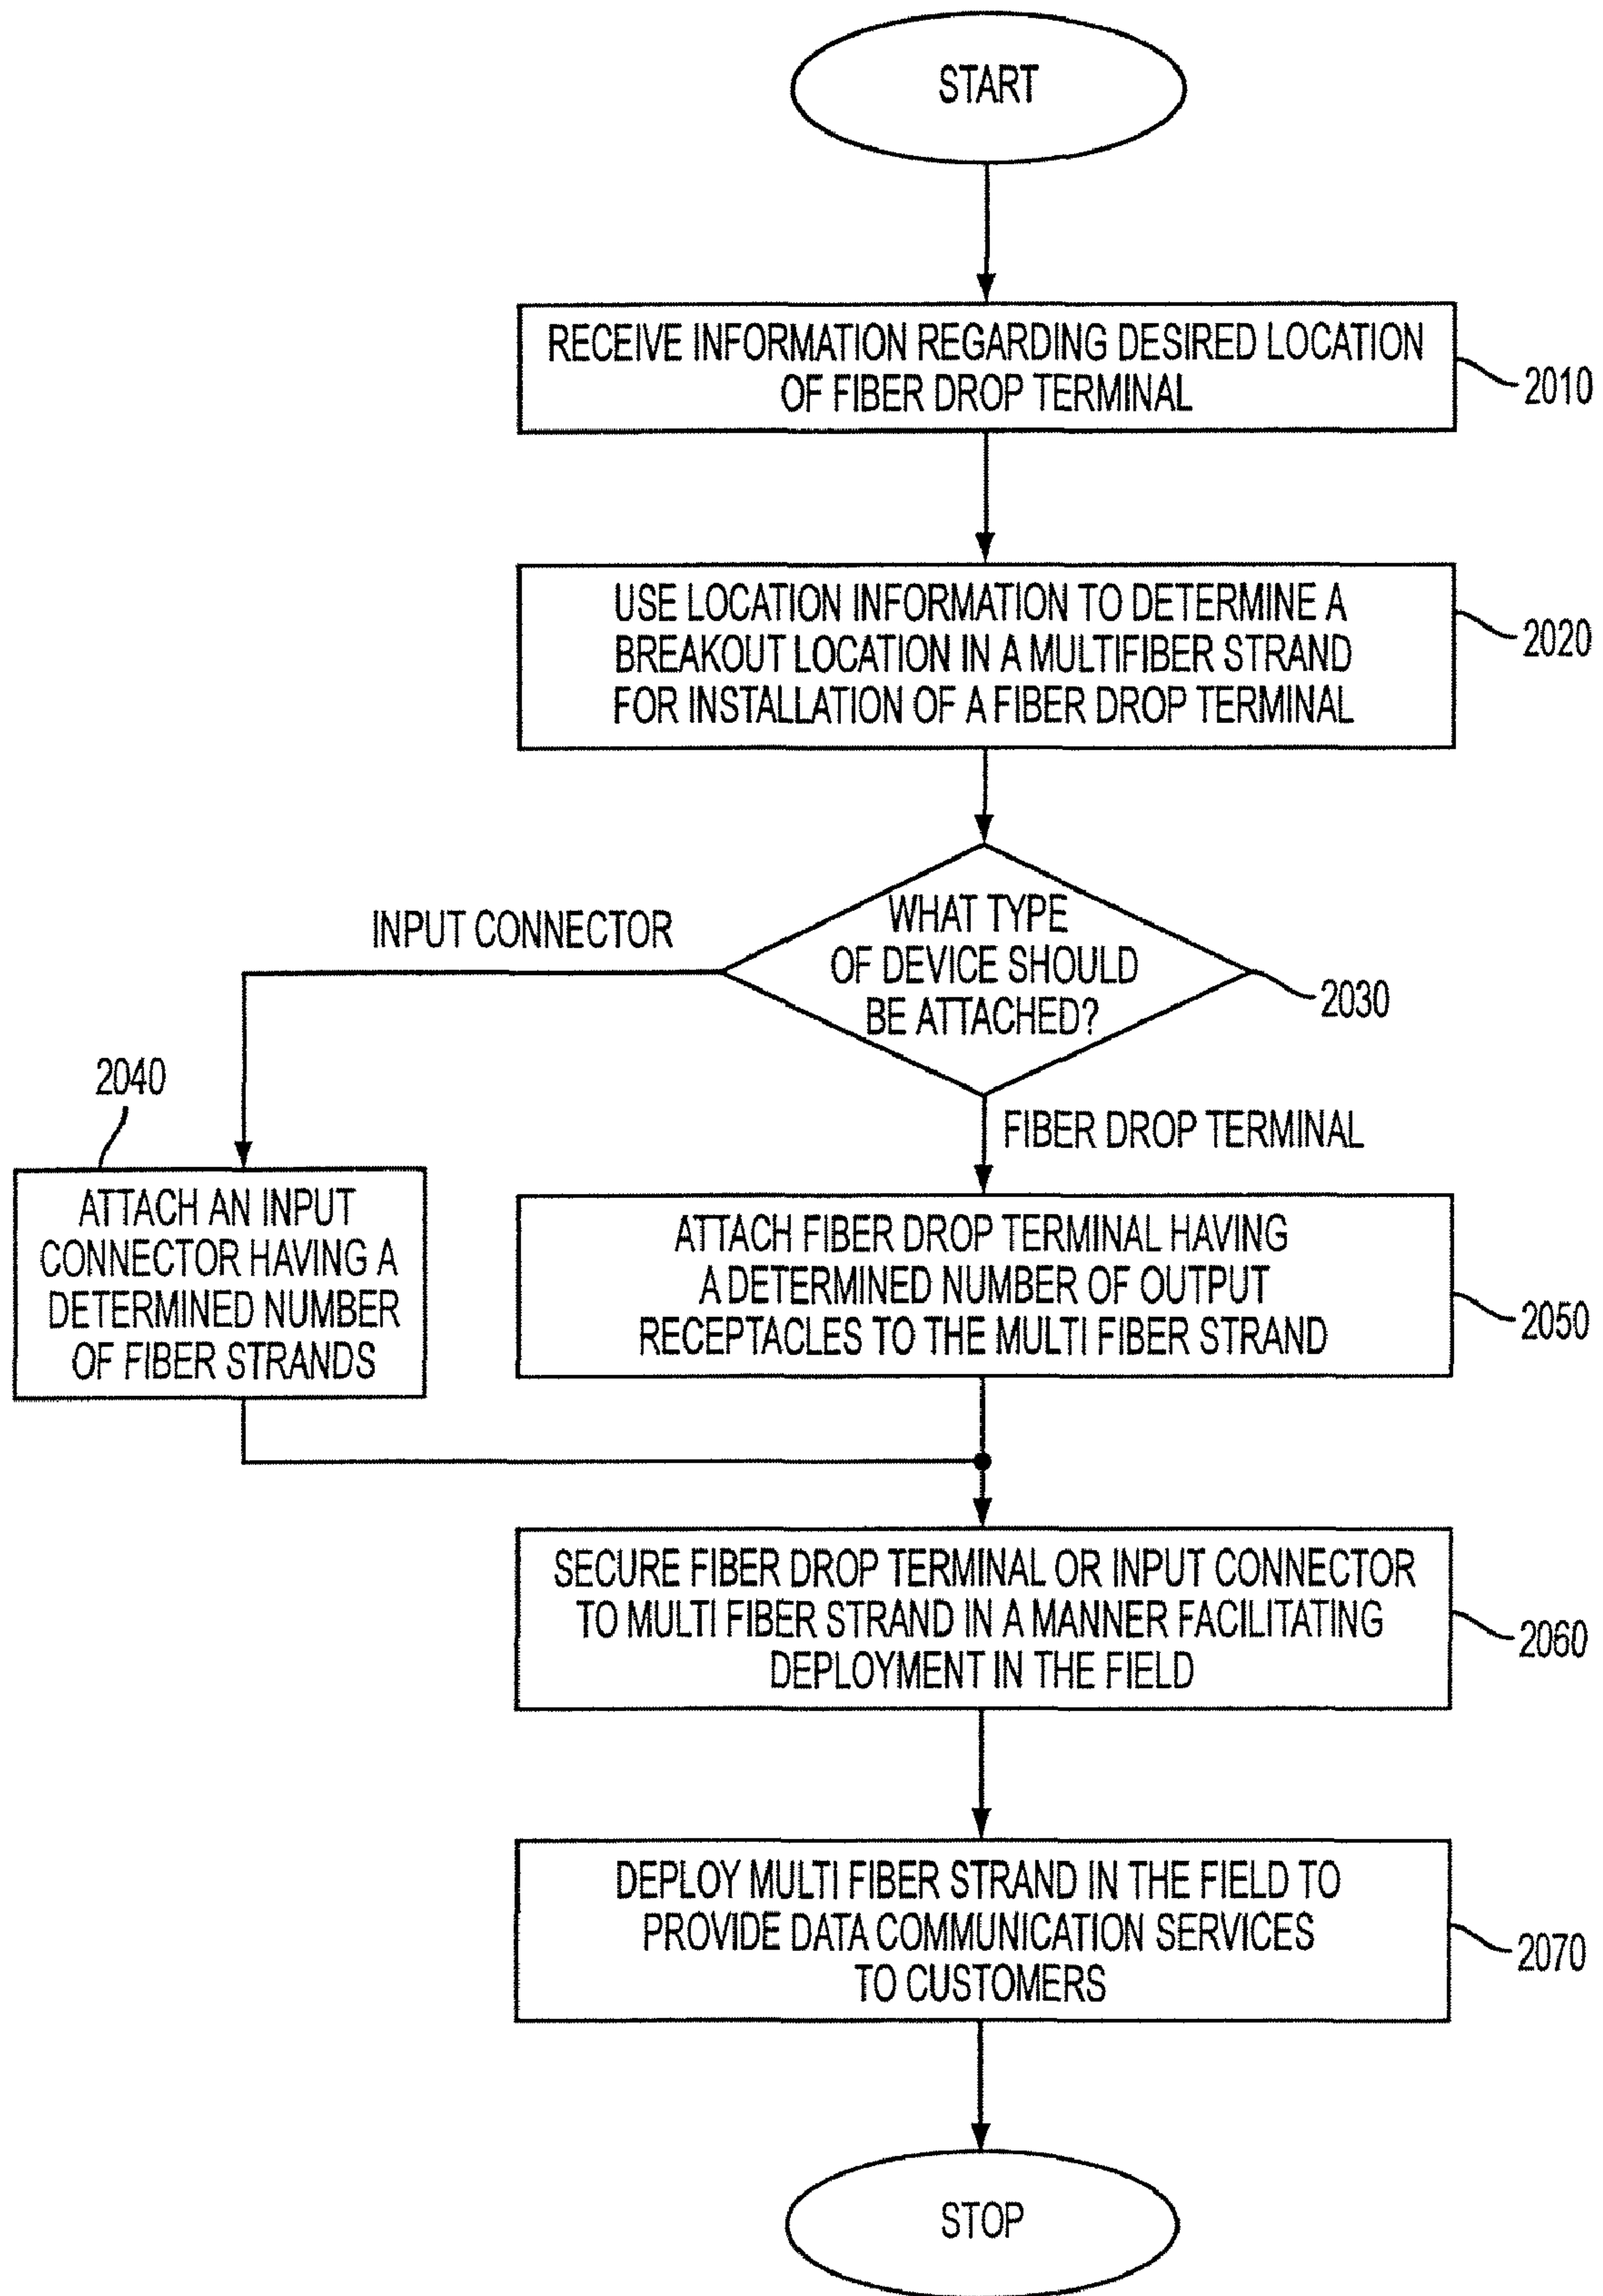 START
RECEIVE INFORMATION REGARDING DESIRED LOCATION
OF FIBER DROP TERMINAL
2010
USE LOCATION INFORMATION TO DETERMINE A
BREAKOUT LOCATION IN A MULTIFIBER STRAND
FOR INSTALLATION OF A FIBER DROP TERMINAL
2020
WHAT TYPE
OF DEVICE SHOULD
BE ATTACHED?
2030
INPUT CONNECTOR
FIBER DROP TERMINAL
2040
ATTACH AN INPUT
CONNECTOR HAVING A
DETERMINED NUMBER
OF FIBER STRANDS
ATTACH FIBER DROP TERMINAL HAVING
A DETERMINED NUMBER OF OUTPUT
RECEPTACLES TO THE MULTI FIBER STRAND
2050
SECURE FIBER DROP TERMINAL OR INPUT CONNECTOR
TO MULTI FIBER STRAND IN A MANNER FACILITATING
DEPLOYMENT IN THE FIELD
2060
DEPLOY MULTI FIBER STRAND IN THE FIELD TO
PROVIDE DATA COMMUNICATION SERVICES
TO CUSTOMERS
2070
STOP